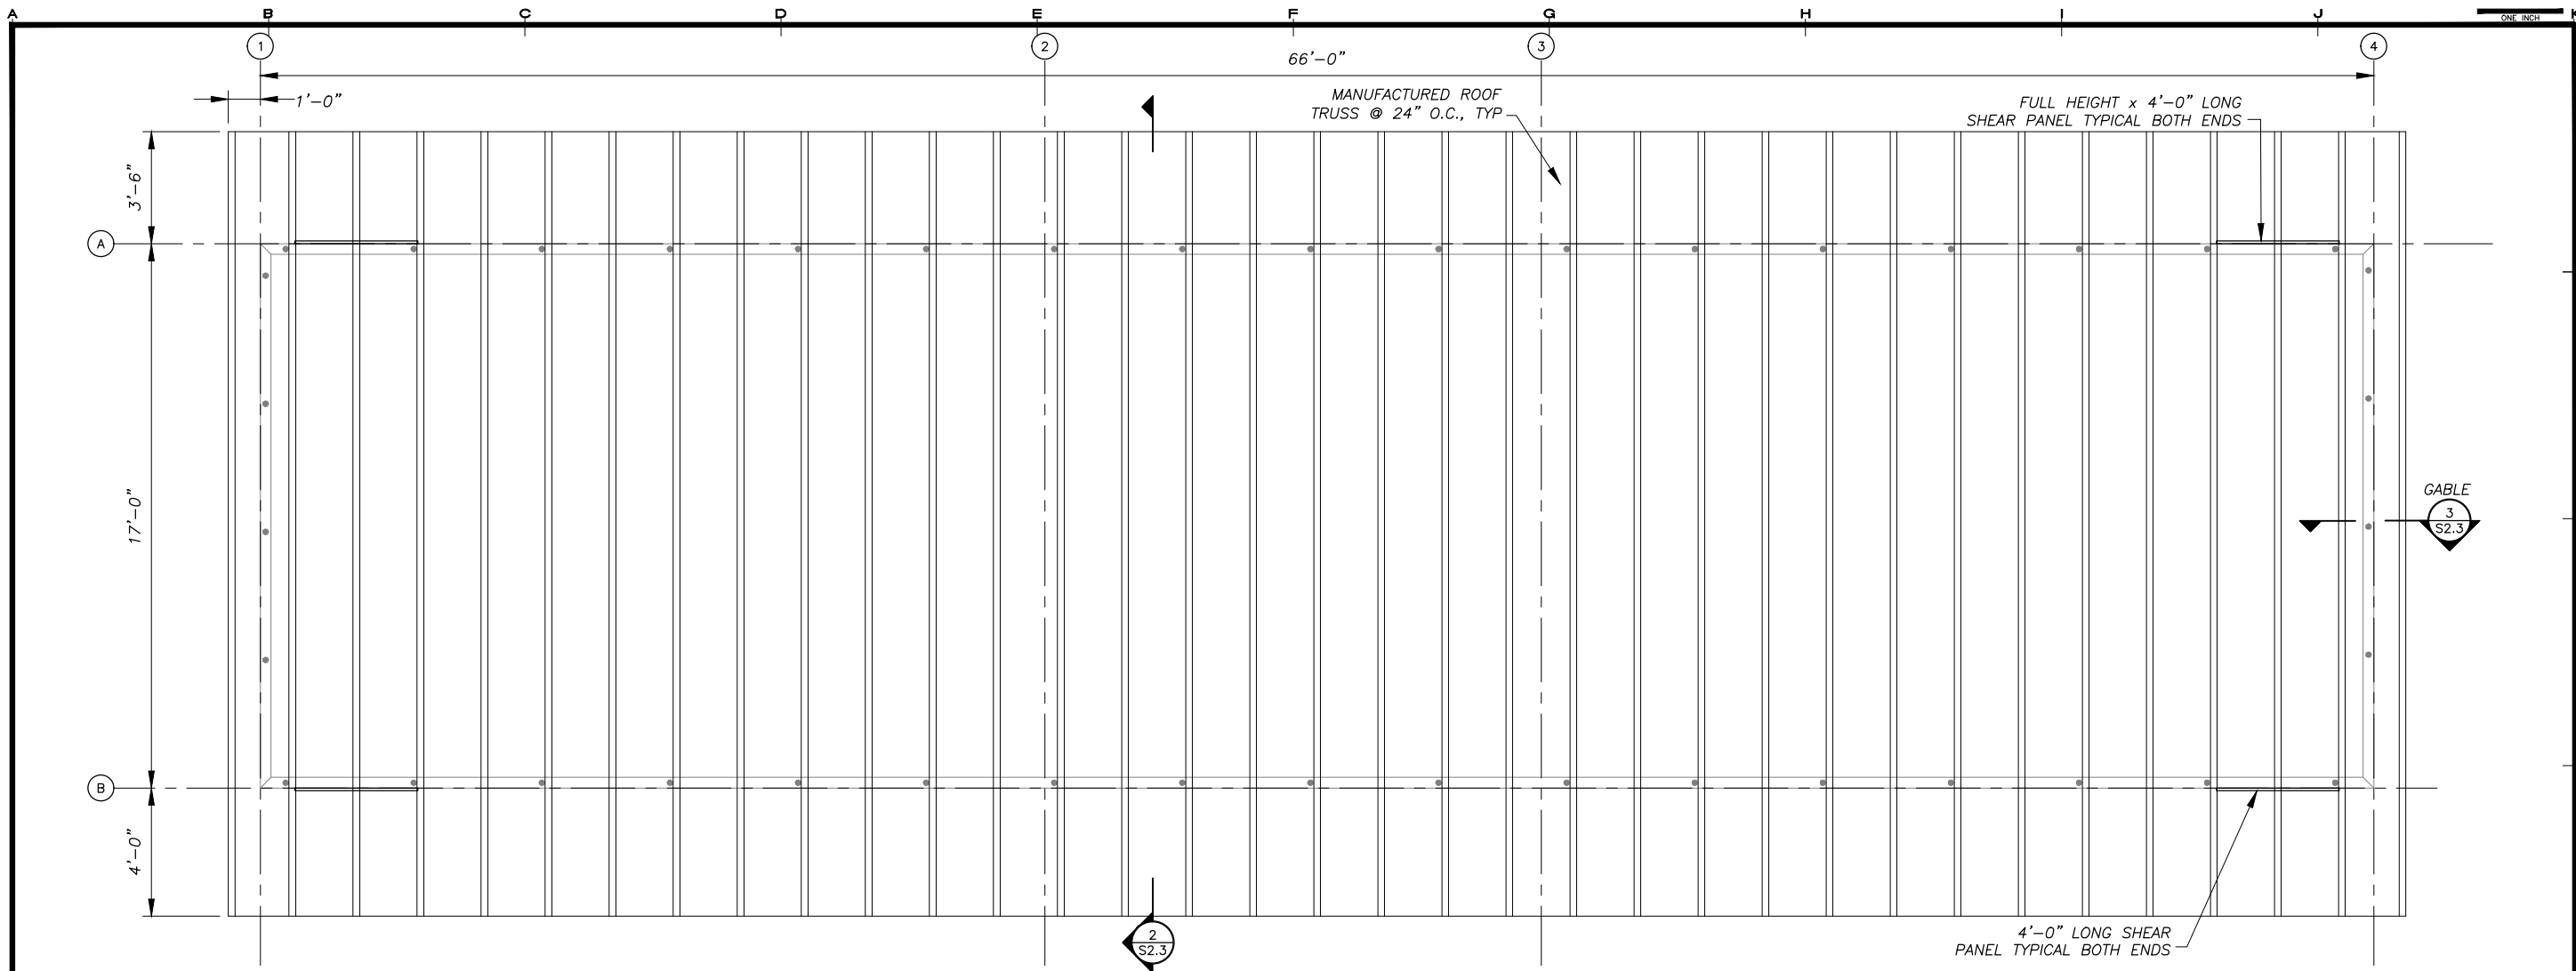 A B C D E F G H I J K
ONE INCH
1 2 3 4
66'-0"
1'-0"
MANUFACTURED ROOF
TRUSS @ 24" O.C., TYP
FULL HEIGHT x 4'-0" LONG
SHEAR PANEL TYPICAL BOTH ENDS
3'-6"
A
17'-0"
GABLE
3
S2.3
B
4'-0"
2
S2.3
4'-0" LONG SHEAR
PANEL TYPICAL BOTH ENDS